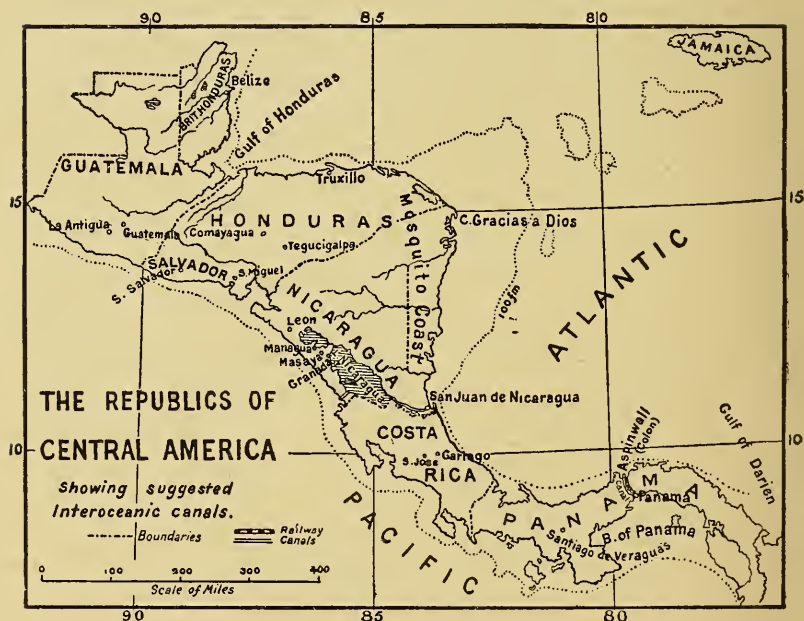 90
85
80
JAMAICA
Belize
BRIT. HONDURAS
Gulf of Honduras
GUATEMALA
Truxillo
15
15
La Antigua
Guatemala
HONDURAS
Comayagua
Tegucigalpa
Mosquito Coast
C. Gracias a Dios
SALVADOR
S. Salvador
S. Miguel
NICARAGUA
100fm
ATLANTIC
Leon
Managua
Masaya
Granada
L. Nicaragua
San Juan de Nicaragua
THE REPUBLICS OF
CENTRAL AMERICA
Showing suggested
Interoceanic canals.
Boundaries
Railway
Canals
0 100 200 300 400
Scale of Miles
10
10
COSTA
RICA
S. José
Cartago
PACIFIC
Aspinwall
(Colon)
Canal
Gulf of Darien
PANAMA
Panama
B. of Panama
Santiago de Veraguas
90
85
80